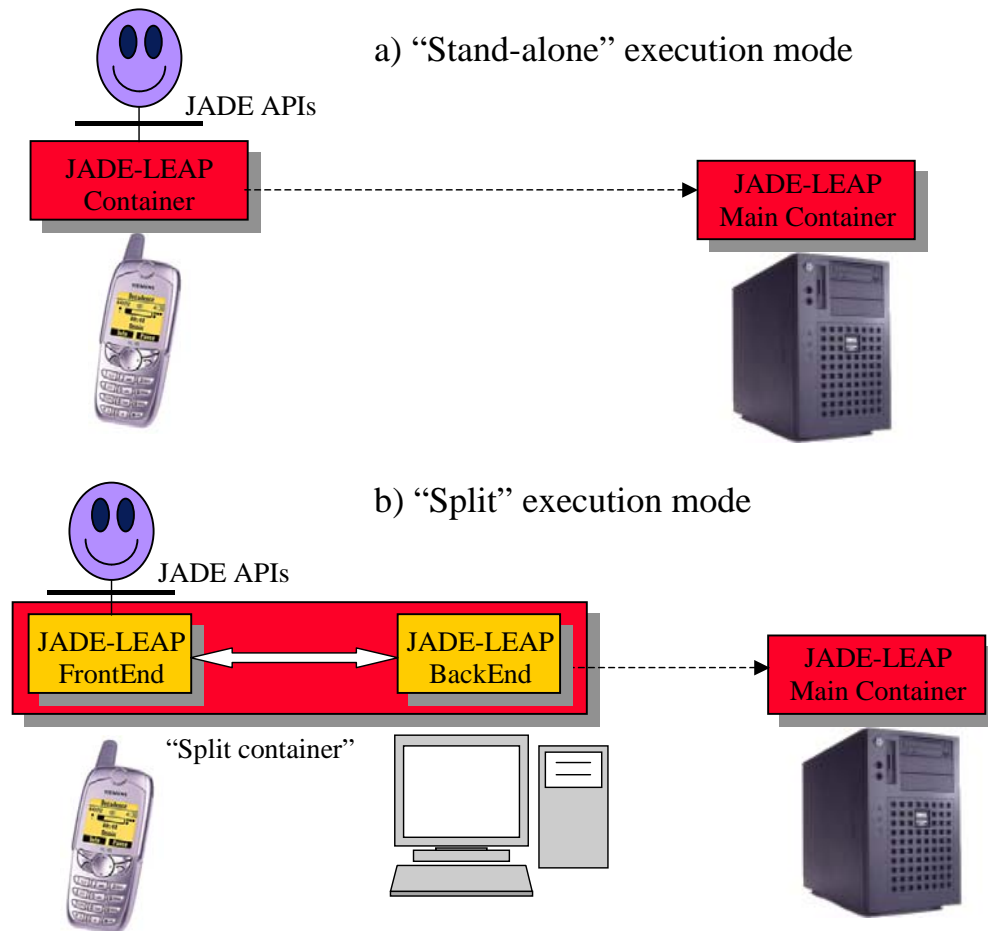 a) “Stand-alone” execution mode
JADE APIs
JADE-LEAP
Container
JADE-LEAP
Main Container
SIEMENS
b) “Split” execution mode
JADE APIs
JADE-LEAP
FrontEnd
JADE-LEAP
BackEnd
JADE-LEAP
Main Container
“Split container”